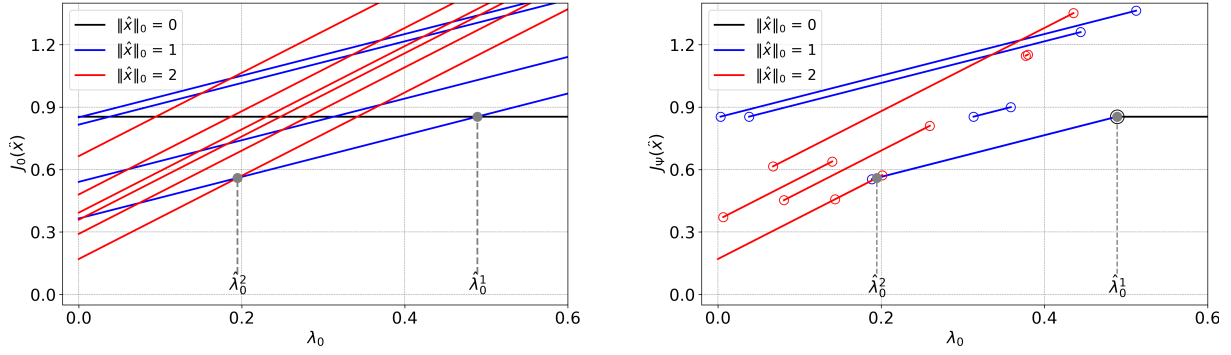 J₀(ẍ)
1.2
0.9
0.6
0.3
0.0
‖x̂‖₀ = 0
‖x̂‖₀ = 1
‖x̂‖₀ = 2
λ̂₀²
λ̂₀¹
0.0 0.2 0.4 0.6
λ₀
J_Ψ(ẍ)
1.2
0.9
0.6
0.3
0.0
‖x̂‖₀ = 0
‖x̂‖₀ = 1
‖x̂‖₀ = 2
λ̂₀²
λ̂₀¹
0.0 0.2 0.4 0.6
λ₀